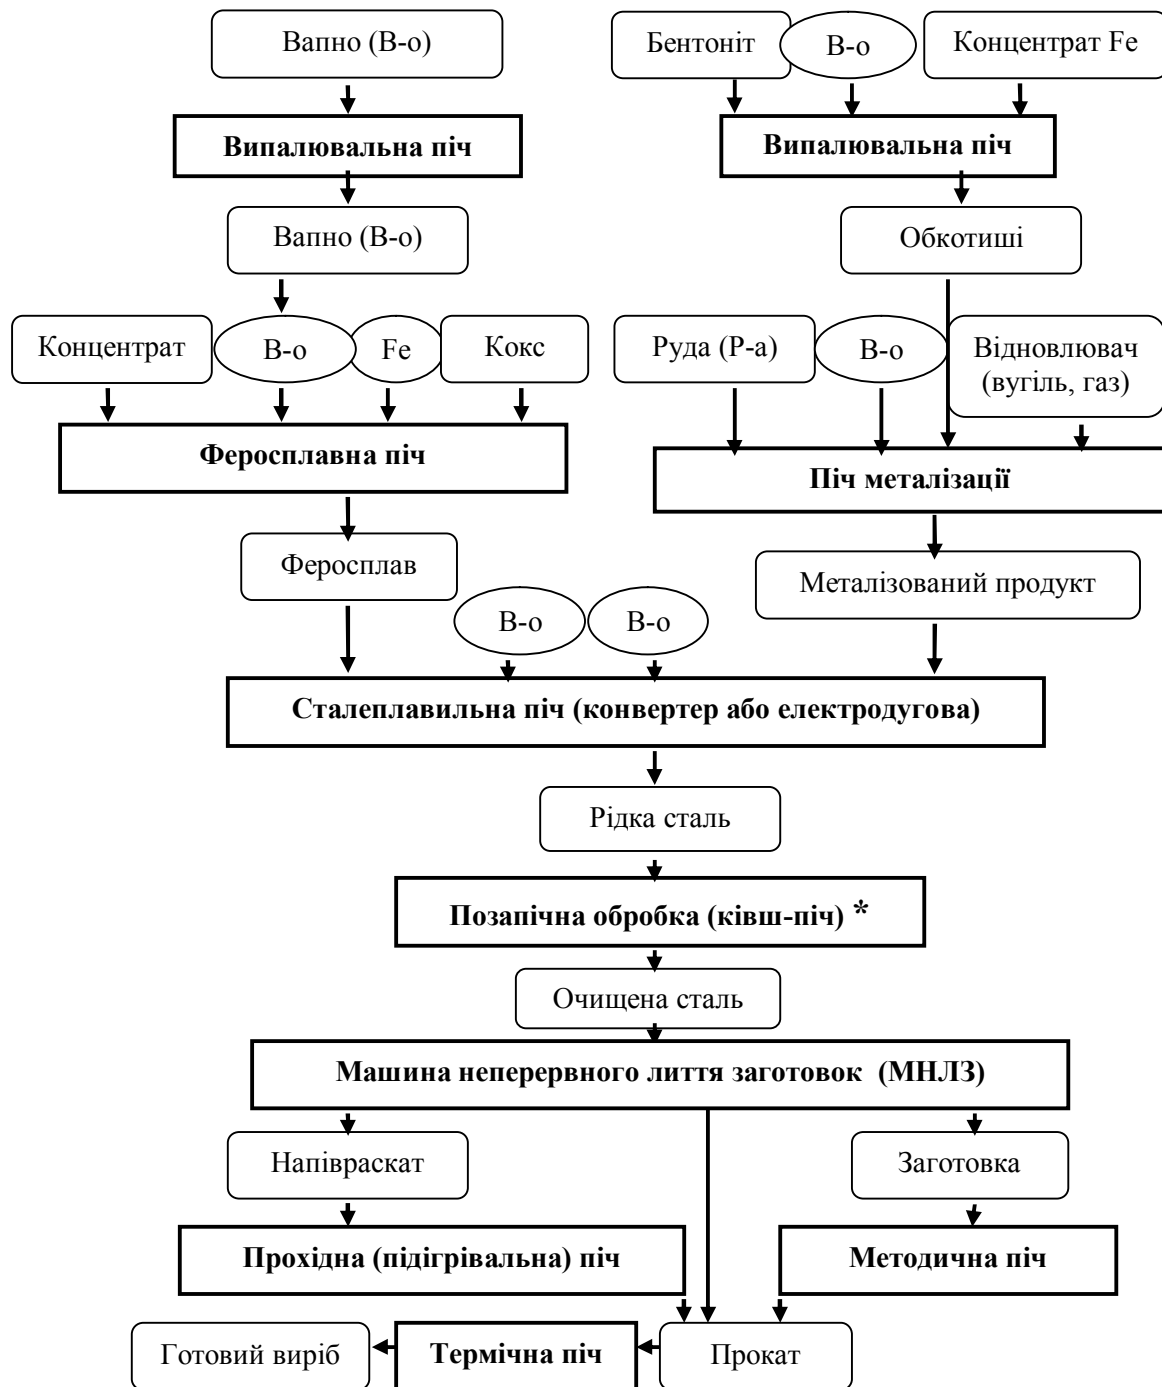 Вапно (В-о)
Бентоніт
В-о
Концентрат Fe
Випалювальна піч
Випалювальна піч
Вапно (В-о)
Обкотиші
Концентрат
В-о
Fe
Кокс
Руда (Р-а)
В-о
Відновлювач
(вугіль, газ)
Феросплавна піч
Піч металізації
Феросплав
Металізований продукт
В-о
В-о
Сталеплавильна піч (конвертер або електродугова)
Рідка сталь
Позапічна обробка (ківш-піч) *
Очищена сталь
Машина неперервного лиття заготовок (МНЛЗ)
Напівраскат
Заготовка
Прохідна (підігрівальна) піч
Методична піч
Готовий виріб
Термічна піч
Прокат